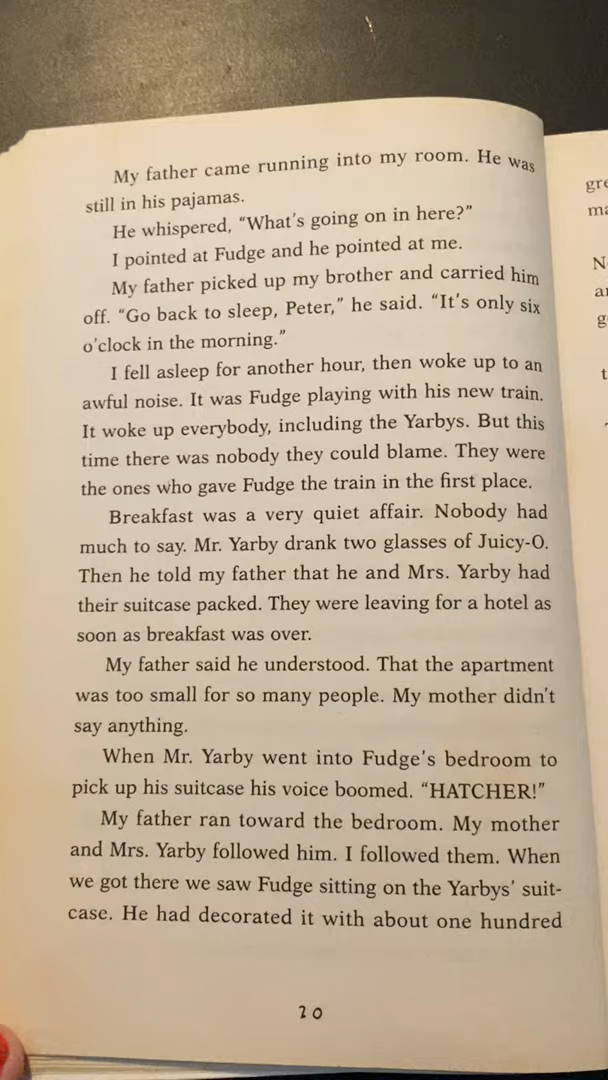 My father came running into my room. He was
still in his pajamas.
He whispered, “What’s going on in here?”
I pointed at Fudge and he pointed at me.
My father picked up my brother and carried him
off. “Go back to sleep, Peter,” he said. “It’s only six
o’clock in the morning.”
I fell asleep for another hour, then woke up to an
awful noise. It was Fudge playing with his new train.
It woke up everybody, including the Yarbys. But this
time there was nobody they could blame. They were
the ones who gave Fudge the train in the first place.
Breakfast was a very quiet affair. Nobody had
much to say. Mr. Yarby drank two glasses of Juicy-O.
Then he told my father that he and Mrs. Yarby had
their suitcase packed. They were leaving for a hotel as
soon as breakfast was over.
My father said he understood. That the apartment
was too small for so many people. My mother didn’t
say anything.
When Mr. Yarby went into Fudge’s bedroom to
pick up his suitcase his voice boomed. “HATCHER!”
My father ran toward the bedroom. My mother
and Mrs. Yarby followed him. I followed them. When
we got there we saw Fudge sitting on the Yarbys’ suit-
case. He had decorated it with about one hundred
20